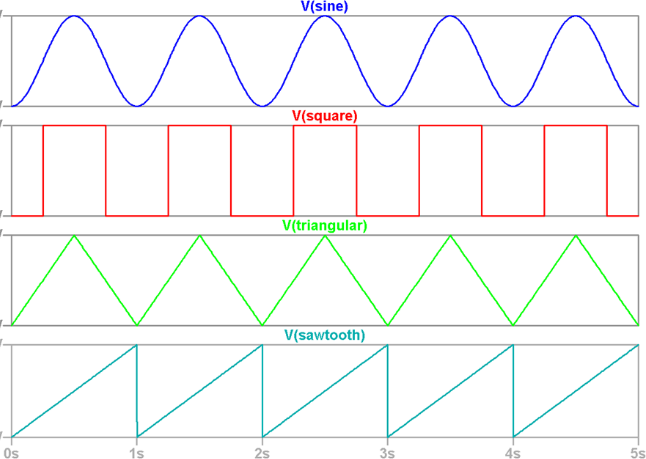 V(sine)
V(square)
V(triangular)
V(sawtooth)
0s 1s 2s 3s 4s 5s